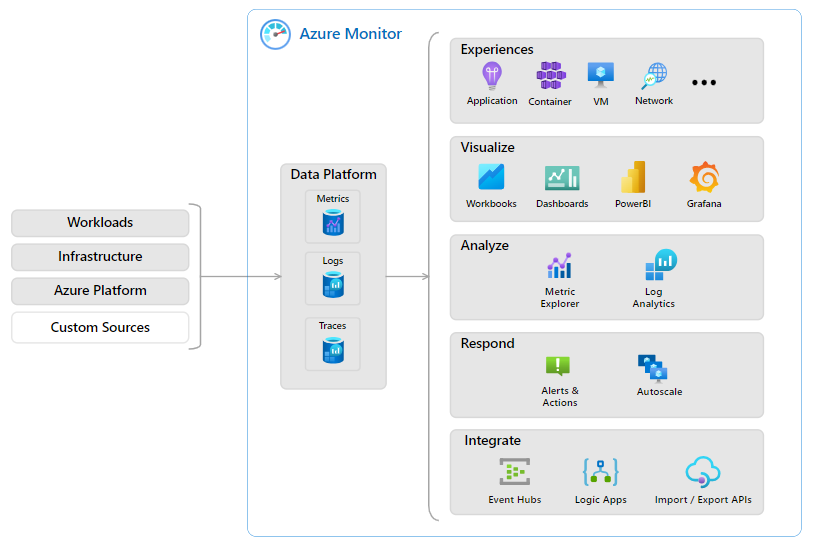 Azure Monitor
Workloads
Infrastructure
Azure Platform
Custom Sources
Data Platform
Metrics
Logs
Traces
Experiences
Application
Container
VM
Network
Visualize
Workbooks
Dashboards
PowerBI
Grafana
Analyze
Metric
Explorer
Log
Analytics
Respond
Alerts &
Actions
Autoscale
Integrate
Event Hubs
Logic Apps
Import / Export APIs